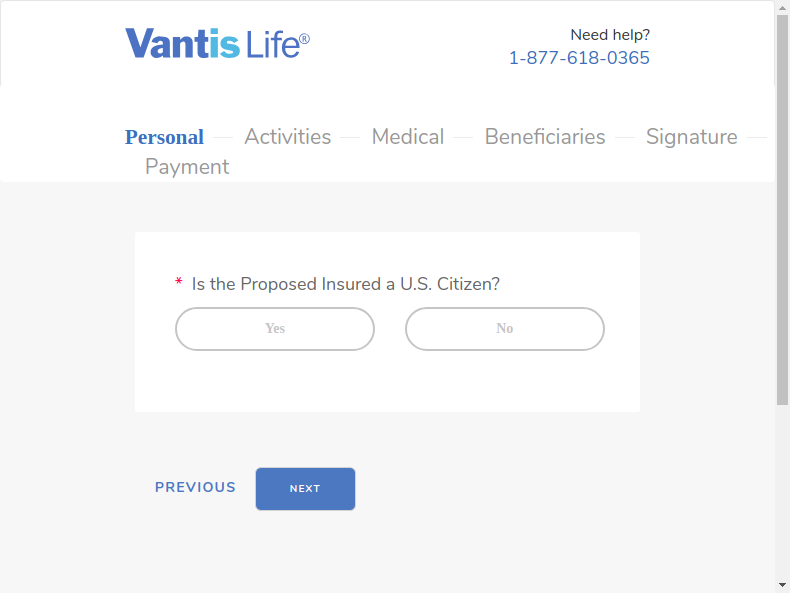 Vantis Life®
Need help?
1-877-618-0365
Personal Activities Medical Beneficiaries Signature
Payment
* Is the Proposed Insured a U.S. Citizen?
Yes No
PREVIOUS NEXT